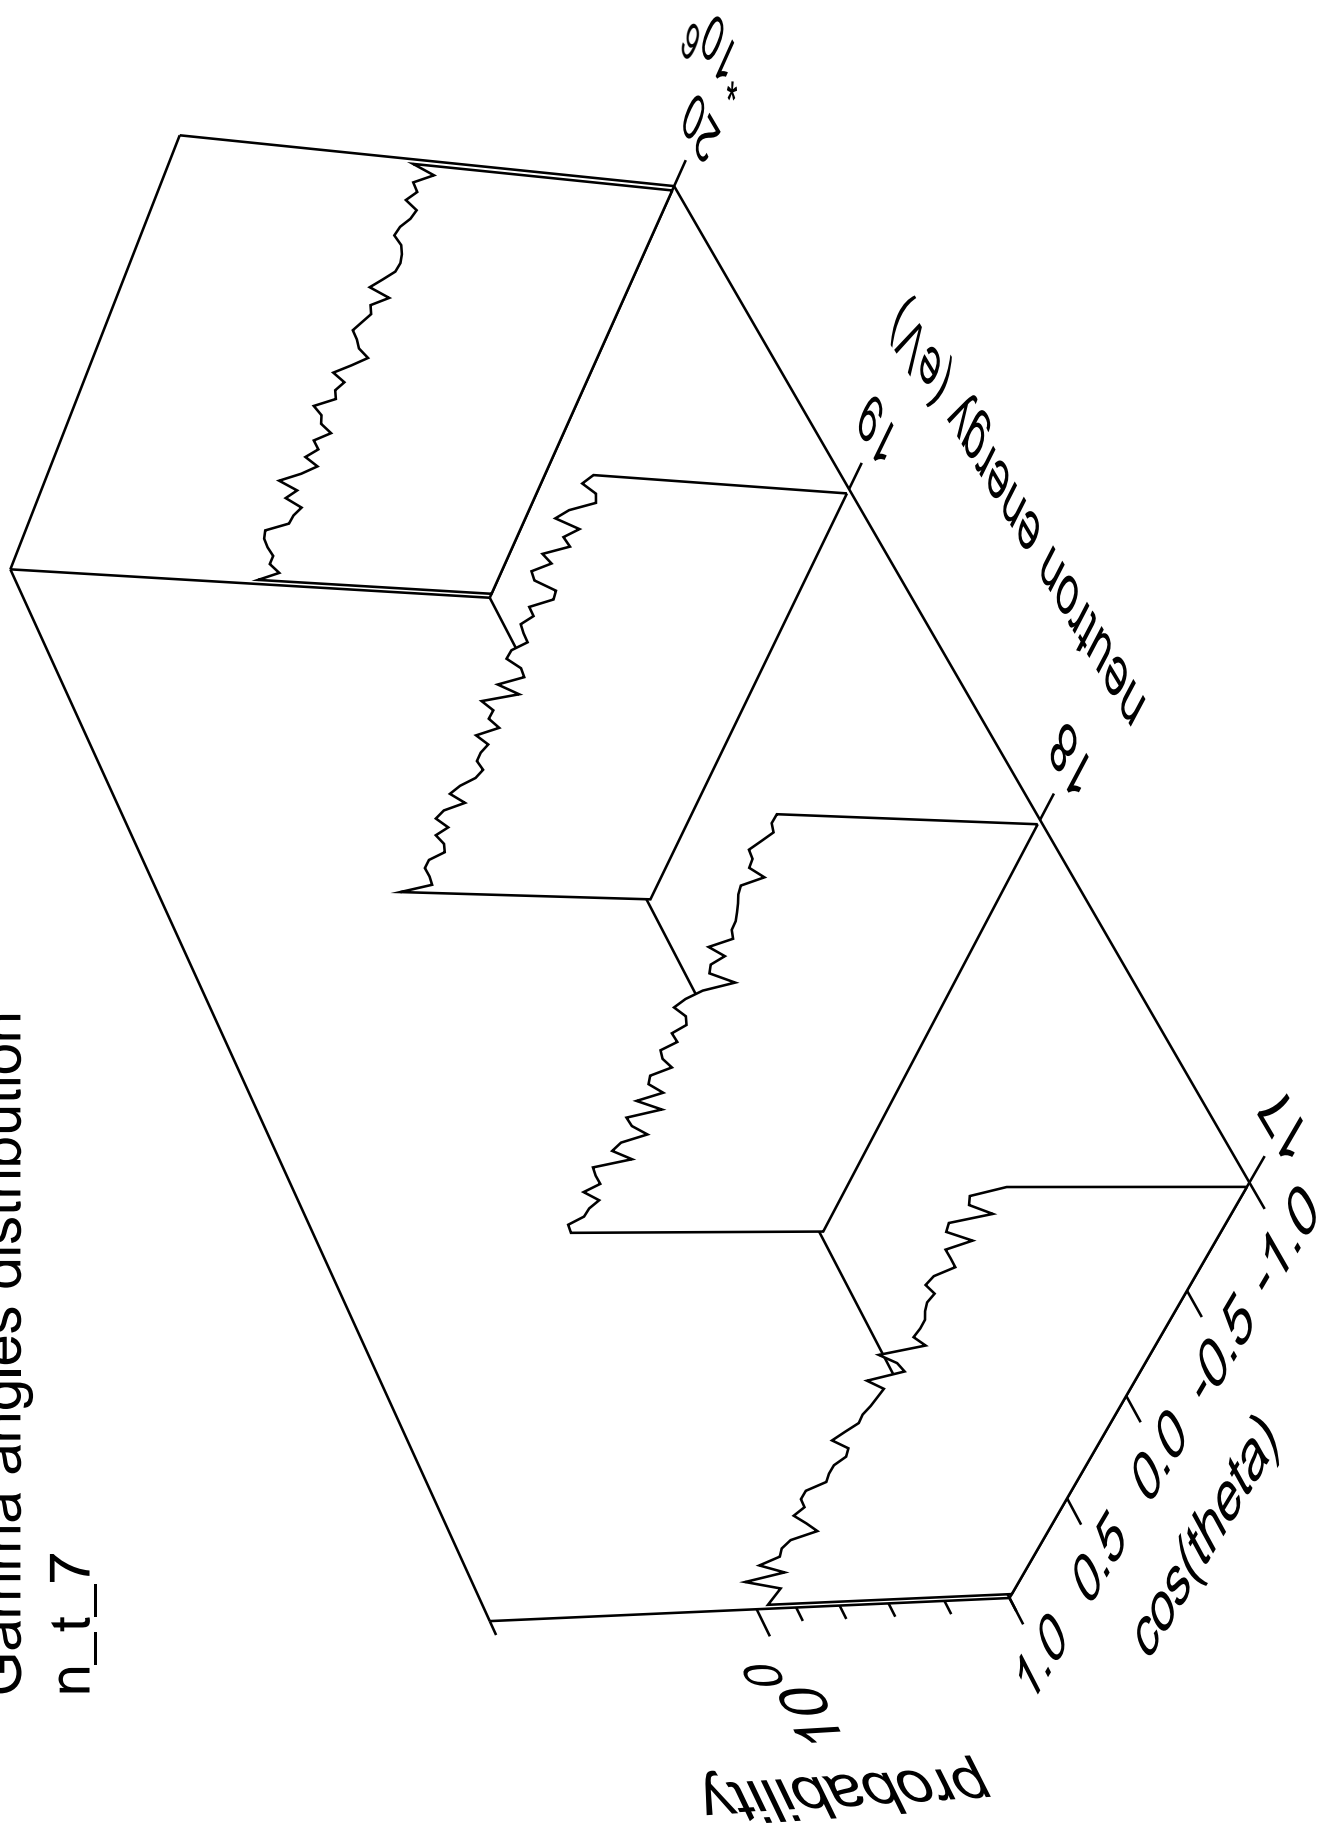 Gamma angles distribution
n_t_7
probability
10 0
1.0 0.5 0.0 -0.5 -1.0
cos(theta)
17 18 19 20
*10 6
neutron energy (eV)